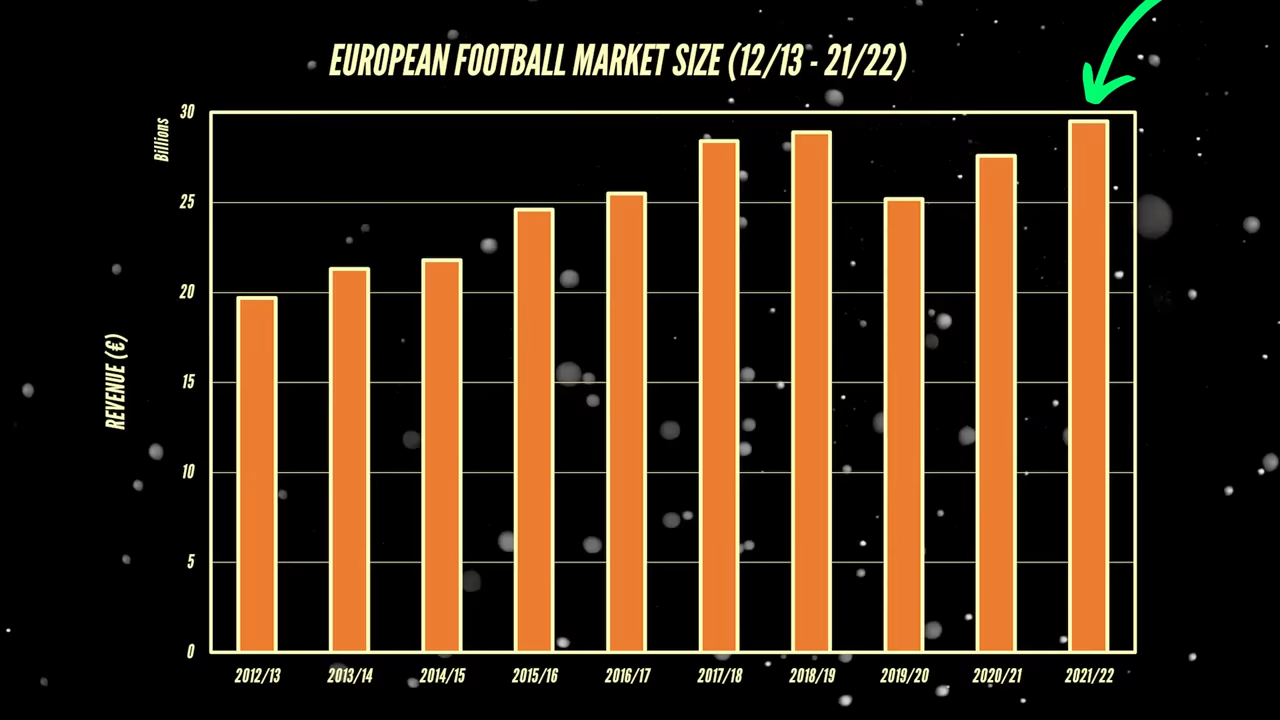 EUROPEAN FOOTBALL MARKET SIZE (12/13 - 21/22)
Billions
30
25
20
15
10
5
0
REVENUE (€)
2012/13 2013/14 2014/15 2015/16 2016/17 2017/18 2018/19 2019/20 2020/21 2021/22